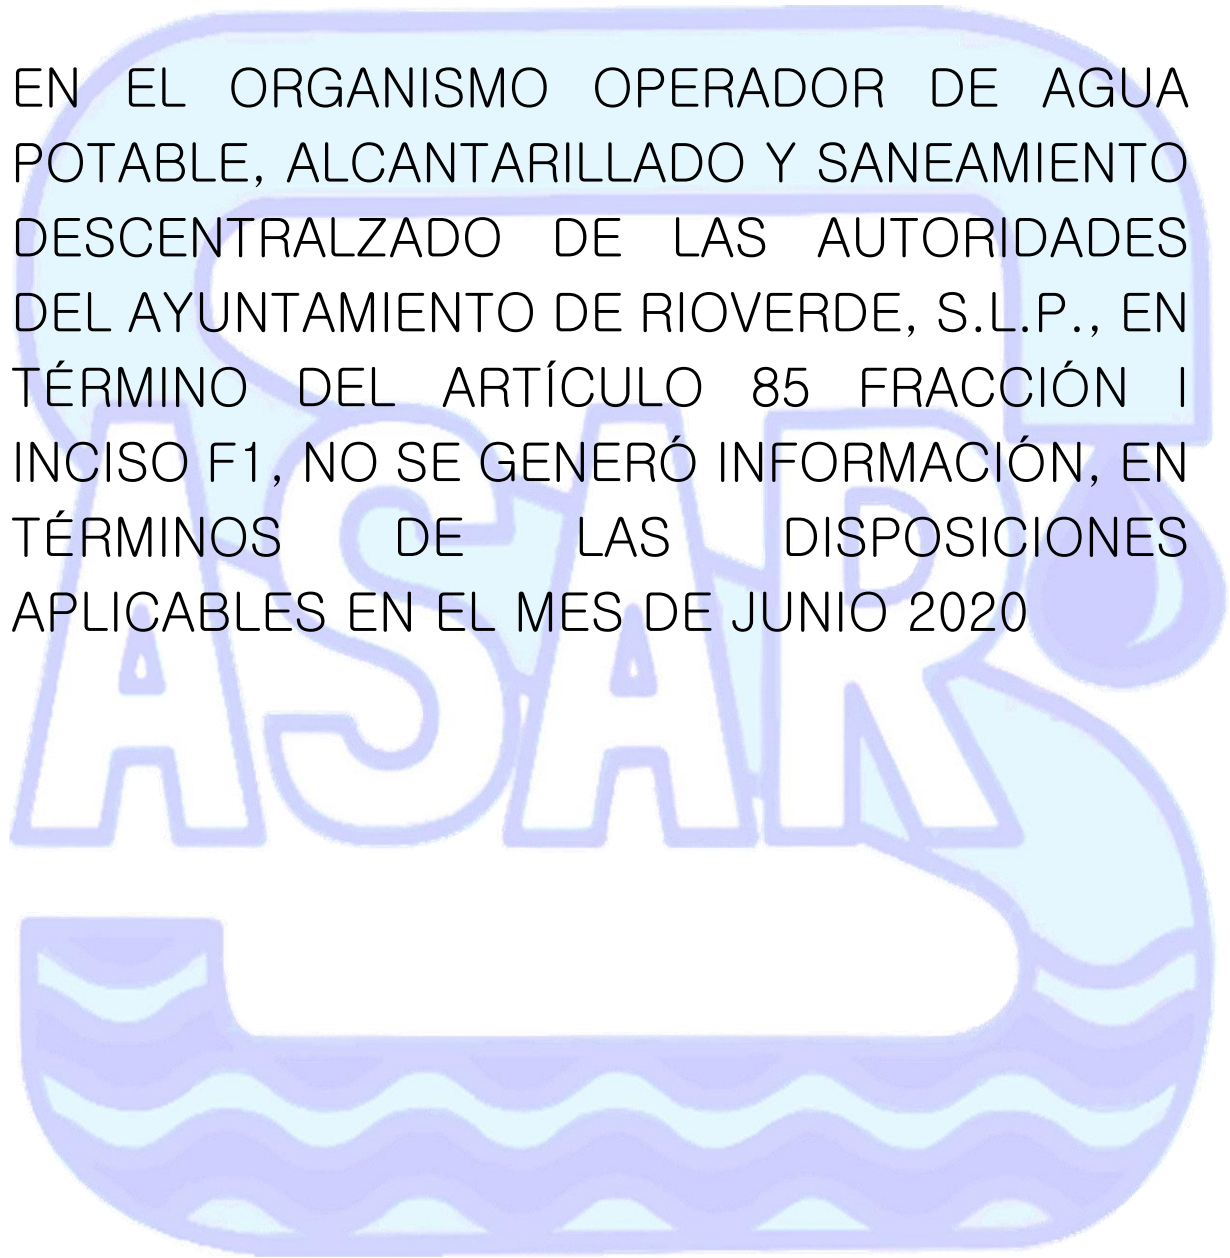 EN EL ORGANISMO OPERADOR DE AGUA
POTABLE, ALCANTARILLADO Y SANEAMIENTO
DESCENTRALZADO DE LAS AUTORIDADES
DEL AYUNTAMIENTO DE RIOVERDE, S.L.P., EN
TÉRMINO DEL ARTÍCULO 85 FRACCIÓN I
INCISO F1, NO SE GENERÓ INFORMACIÓN, EN
TÉRMINOS DE LAS DISPOSICIONES
APLICABLES EN EL MES DE JUNIO 2020
ASAR